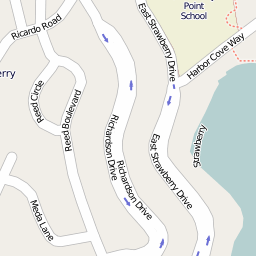 Point
School
Ricardo Road
East Strawberry Drive
Harbor Cove Way
erry
Reed Circle
Reed Boulevard
Richardson Drive
Richardson Drive
East Strawberry Drive
strawberry
Meda Lane